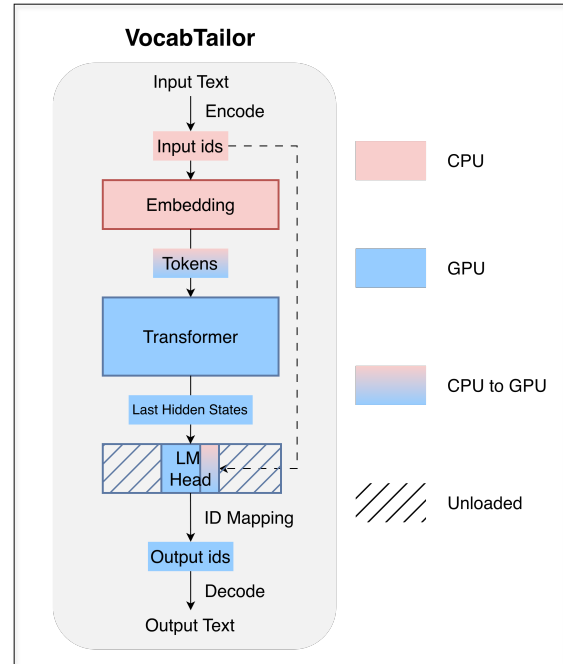 VocabTailor
Input Text
Encode
Input ids
CPU
Embedding
Tokens
GPU
Transformer
CPU to GPU
Last Hidden States
LM
Head
Unloaded
ID Mapping
Output ids
Decode
Output Text